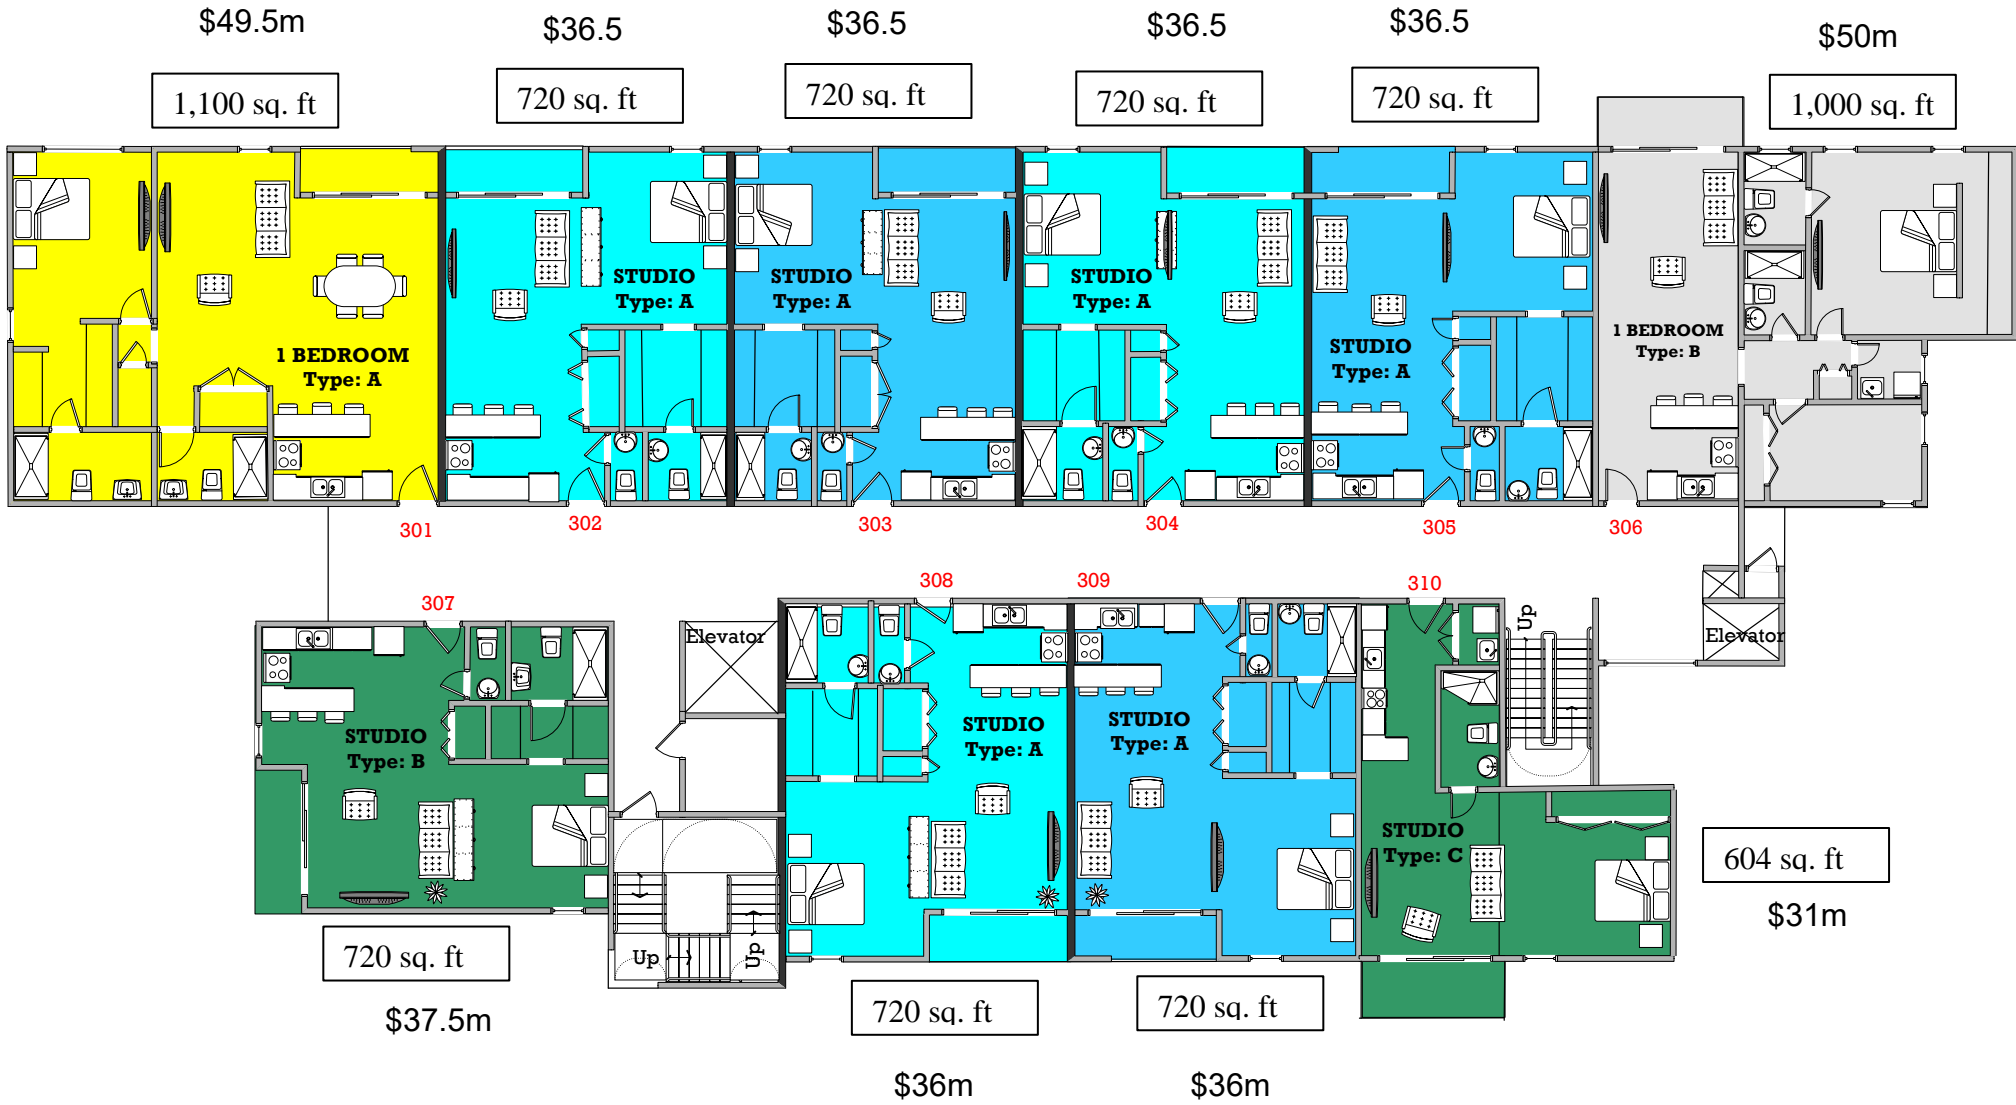 $49.5m
$36.5
$36.5
$36.5
$36.5
$50m
1,100 sq. ft
720 sq. ft
720 sq. ft
720 sq. ft
720 sq. ft
1,000 sq. ft
1 BEDROOM
Type: A
STUDIO
Type: A
STUDIO
Type: A
STUDIO
Type: A
STUDIO
Type: A
1 BEDROOM
Type: B
301
302
303
304
305
306
307
308
309
310
Elevator
Up
Elevator
STUDIO
Type: B
STUDIO
Type: A
STUDIO
Type: A
STUDIO
Type: C
Up
Up
604 sq. ft
$31m
720 sq. ft
$37.5m
720 sq. ft
720 sq. ft
$36m
$36m